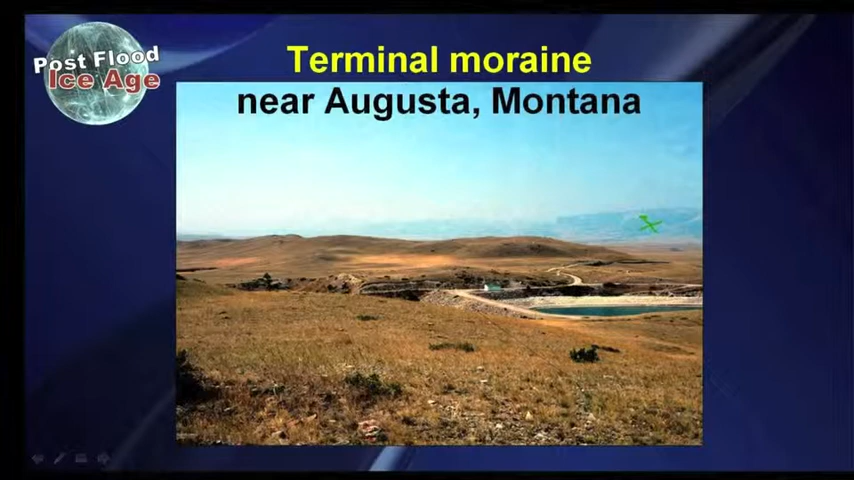 Post Flood
Ice Age
Terminal moraine
near Augusta, Montana